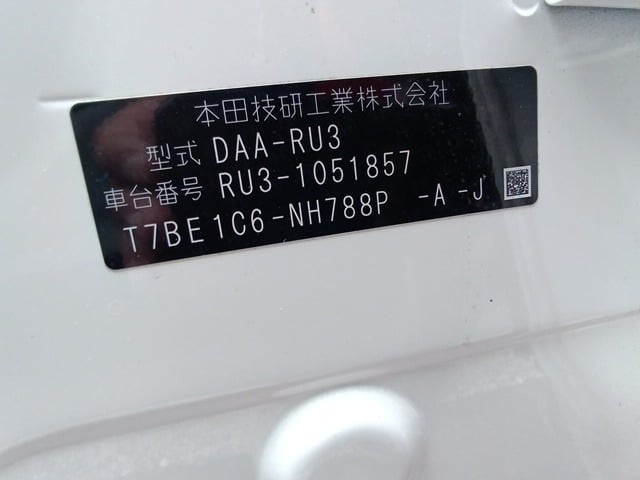 本田技研工業株式会社
型式 DAA-RU3
車台番号 RU3-1051857
T7BE1C6-NH788P -A -J